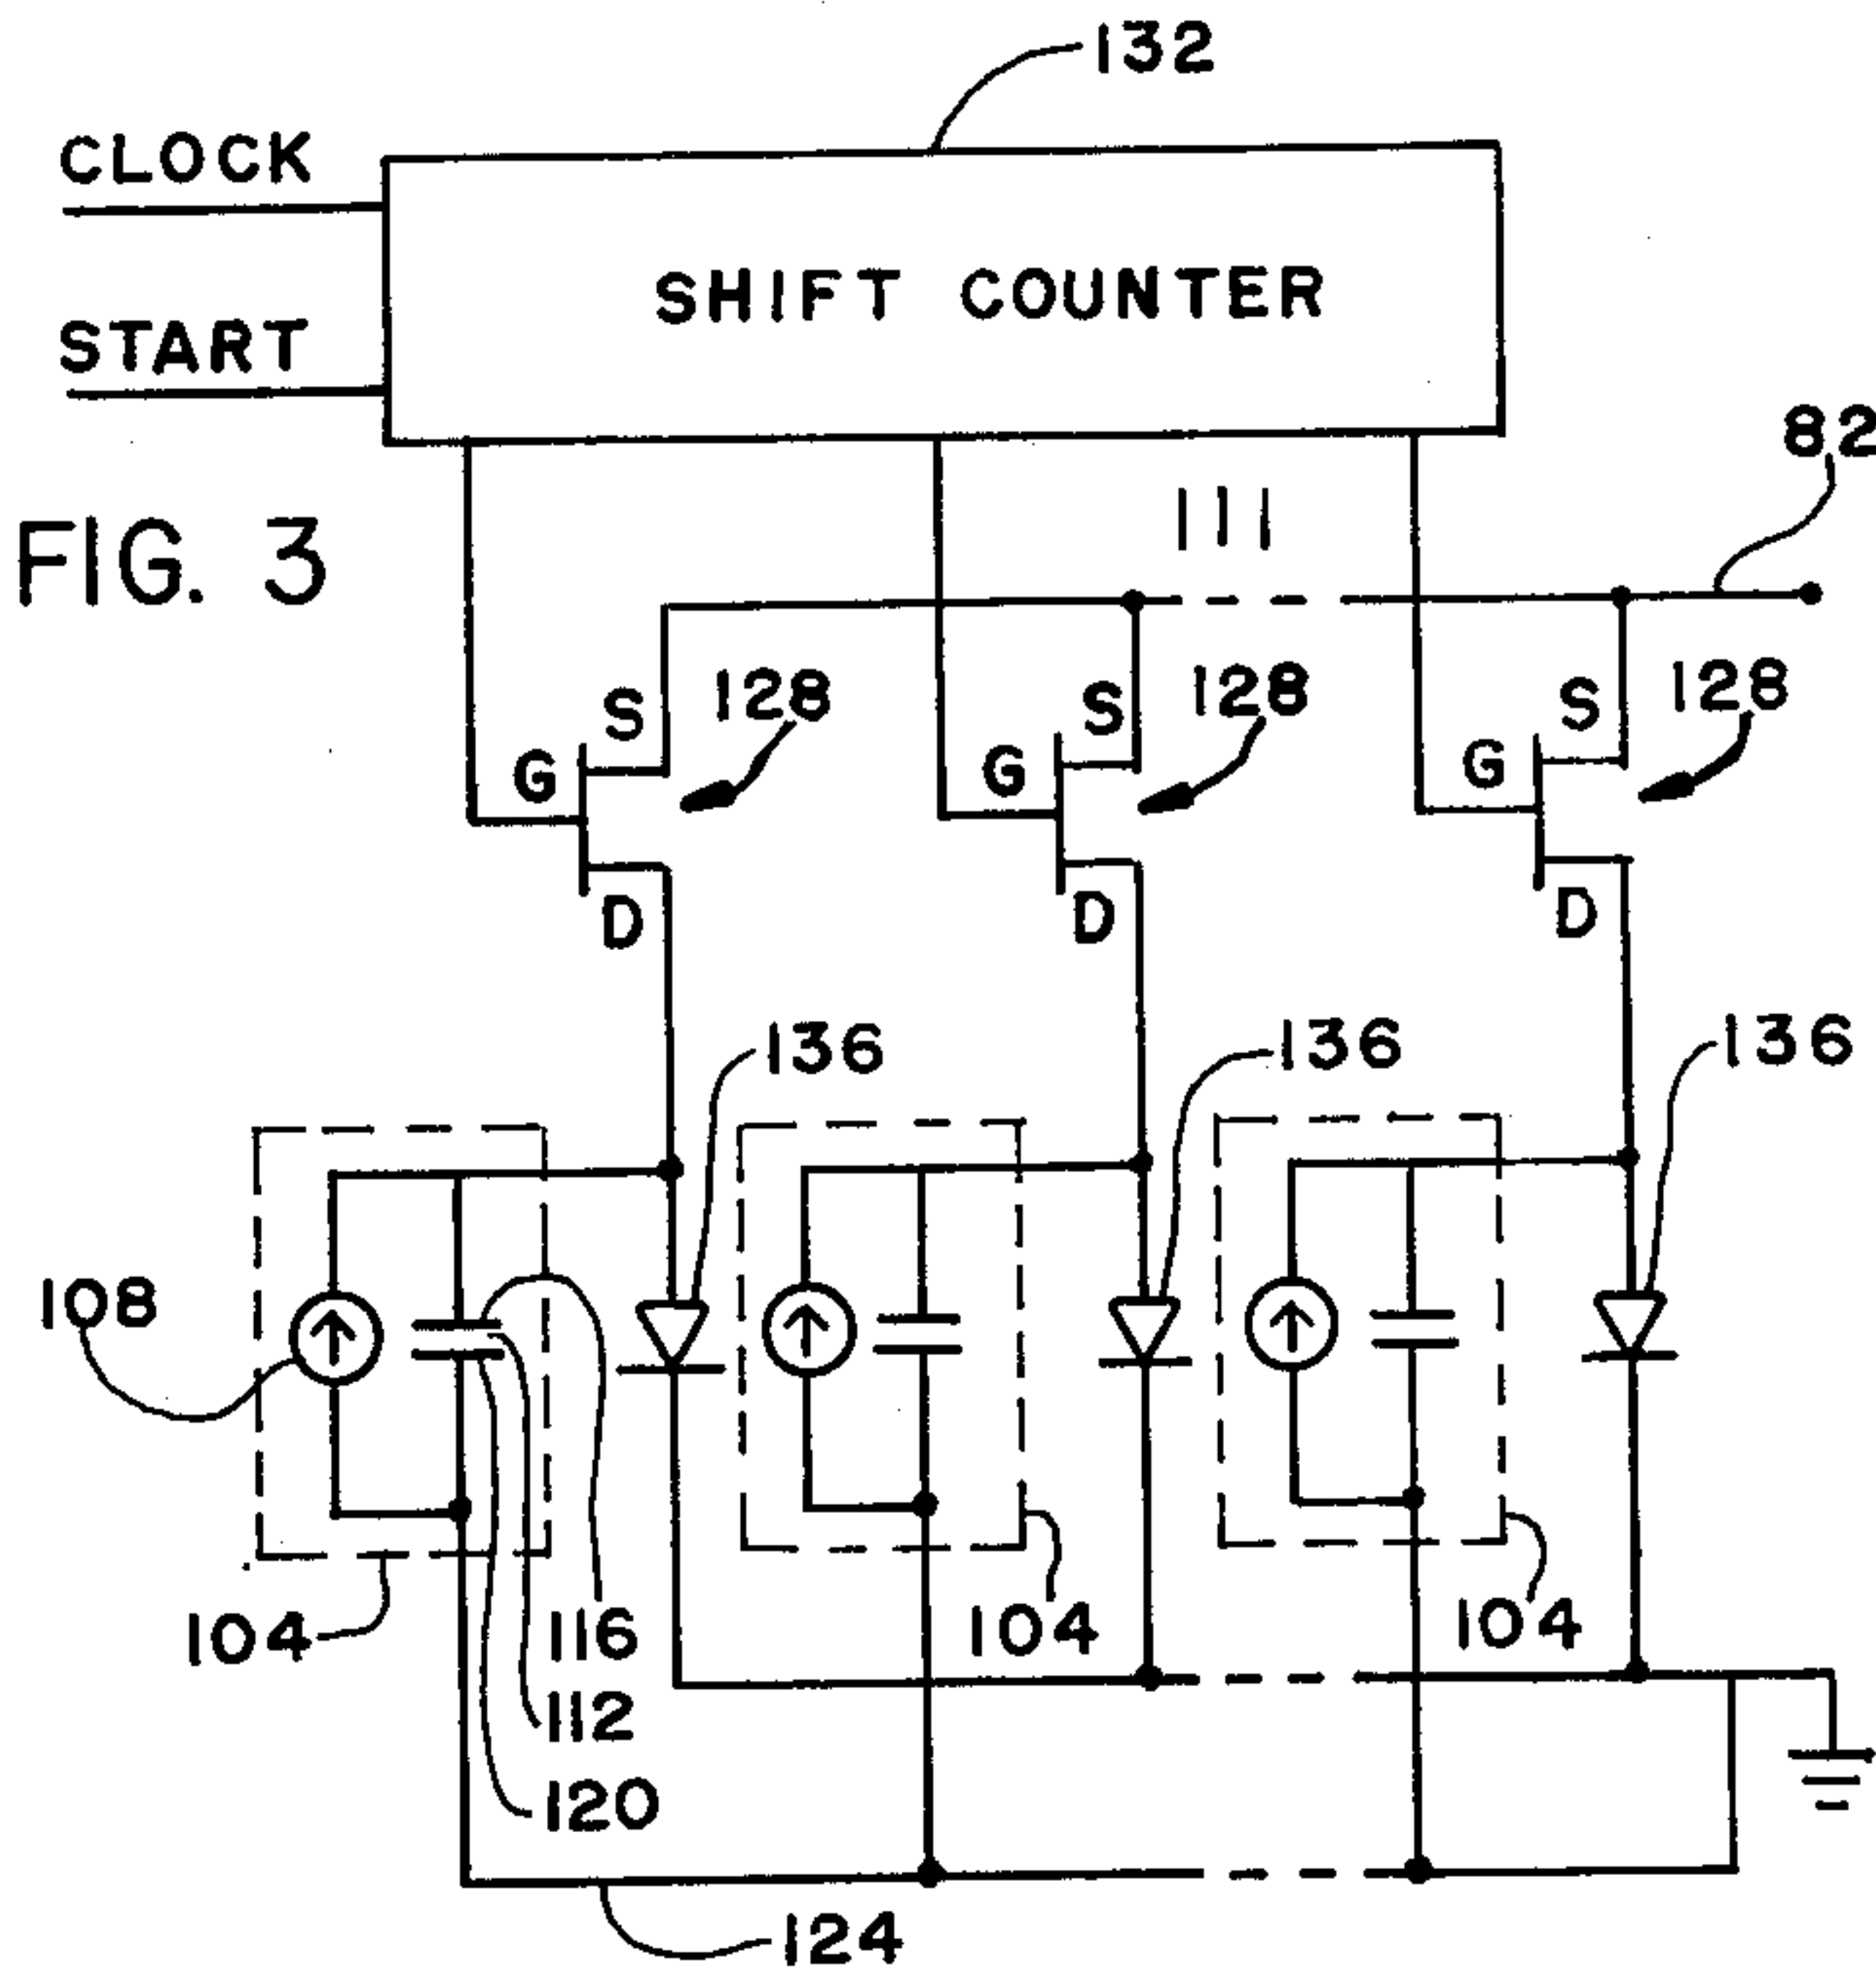 132
CLOCK
SHIFT COUNTER
START
82
FIG. 3
S 128 S 128 S 128
G G G
D D D
136 136 136
108
104 116 104 104
112
120
124